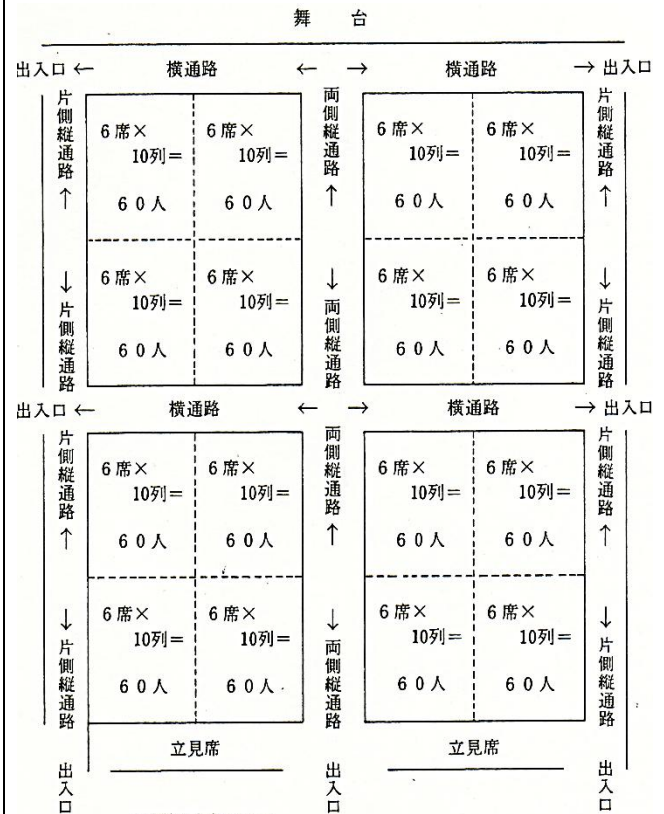 舞 台
出入口 ← 横通路 ← → 横通路 → 出入口
片側縦通路 ↑
両側縦通路 ↑
片側縦通路 ↑
6席× 6席× 6席× 6席×
10列= 10列= 10列= 10列=
60人 60人 60人 60人
↓ 片側縦通路
↓ 両側縦通路
↓ 片側縦通路
6席× 6席× 6席× 6席×
10列= 10列= 10列= 10列=
60人 60人 60人 60人
出入口 ← 横通路 ← → 横通路 → 出入口
片側縦通路 ↑
両側縦通路 ↑
片側縦通路 ↑
6席× 6席× 6席× 6席×
10列= 10列= 10列= 10列=
60人 60人 60人 60人
↓ 片側縦通路
↓ 両側縦通路
↓ 片側縦通路
6席× 6席× 6席× 6席×
10列= 10列= 10列= 10列=
60人 60人 60人 60人
立見席 立見席
出入口
出入口
出入口